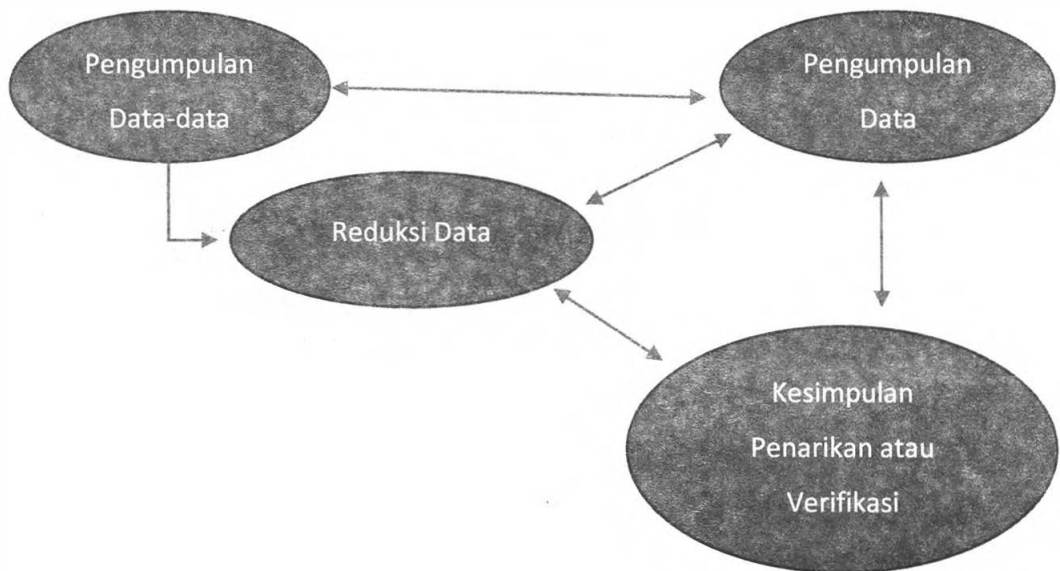 Pengumpulan
Data-data
Pengumpulan
Data
Reduksi Data
Kesimpulan
Penarikan atau
Verifikasi